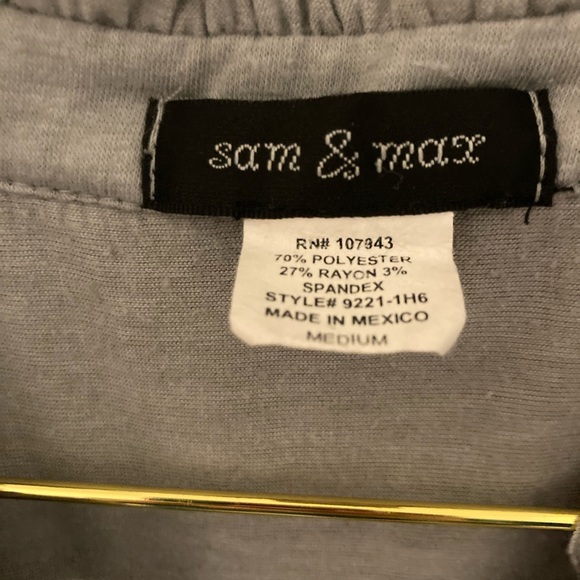 sam & max
RN# 107943
70% POLYESTER
27% RAYON 3%
SPANDEX
STYLE# 9221-1H6
MADE IN MEXICO
MEDIUM